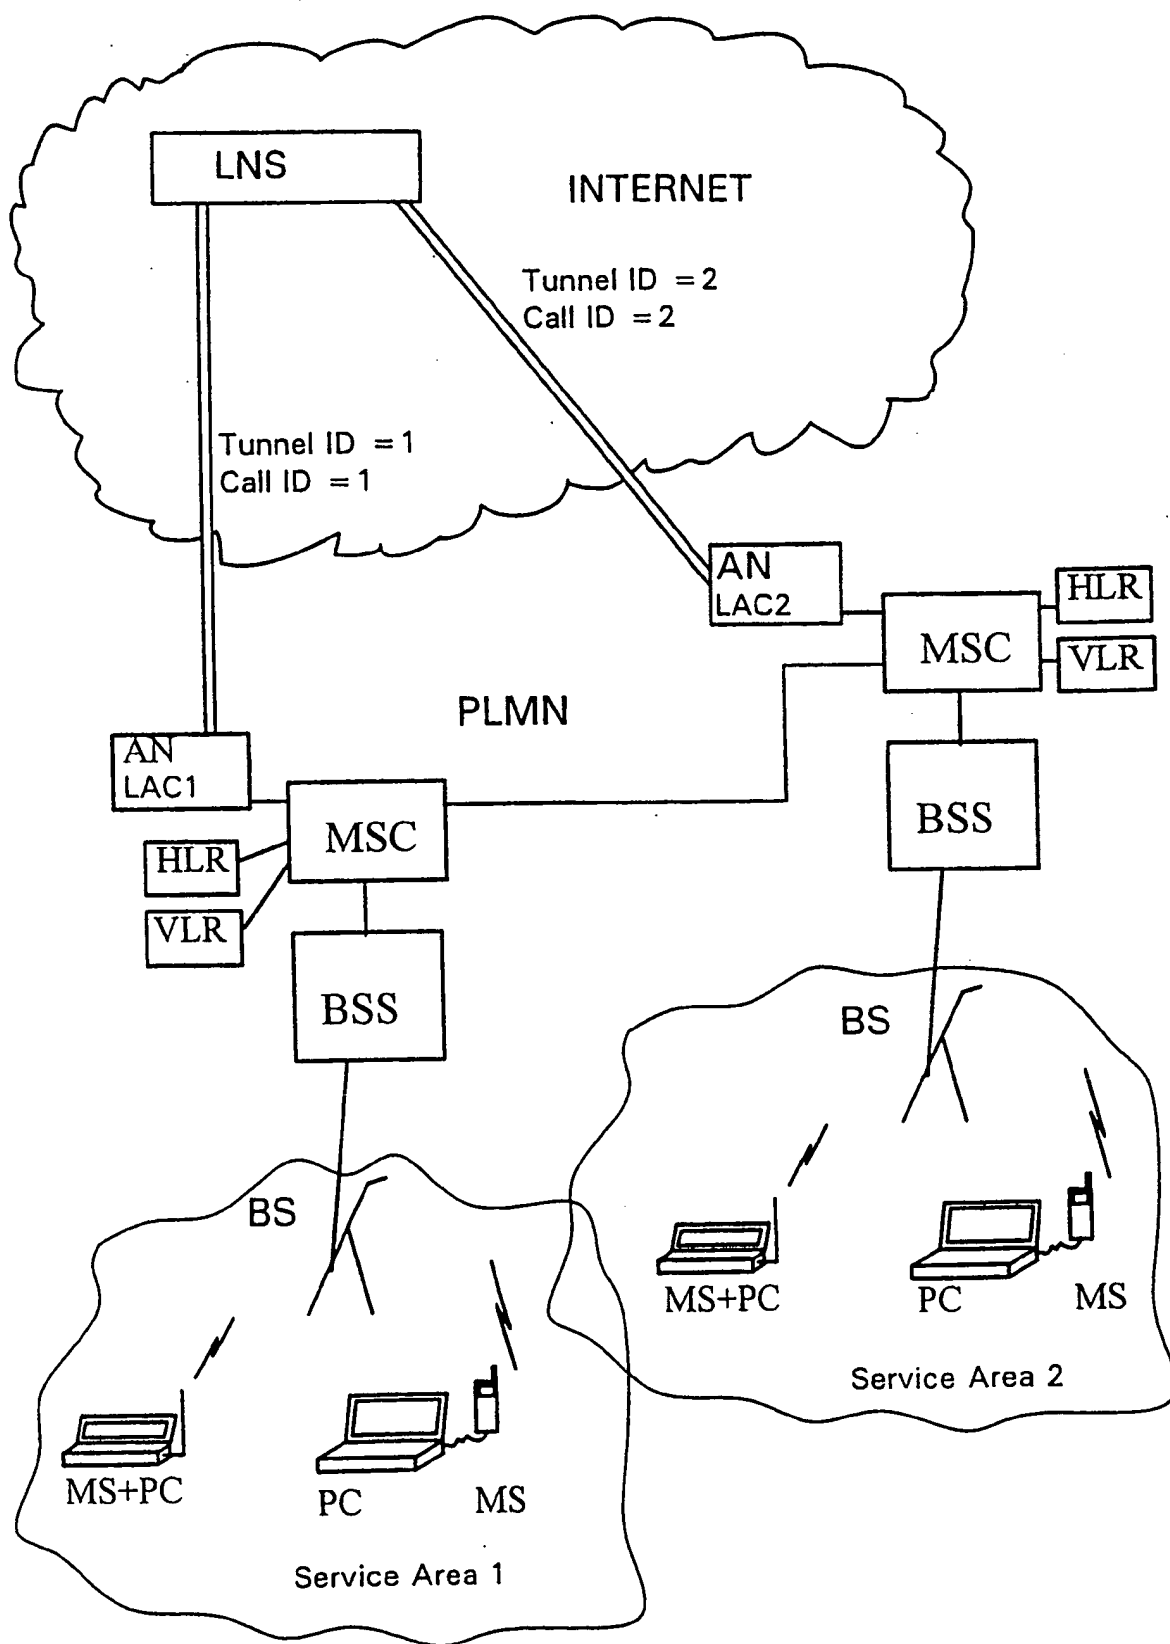 LNS
INTERNET
Tunnel ID =2
Call ID =2
Tunnel ID =1
Call ID =1
AN
LAC2
HLR
MSC
VLR
PLMN
AN
LAC1
MSC
BSS
HLR
VLR
BSS
BS
BS
MS+PC
PC
MS
Service Area 2
MS+PC
PC
MS
Service Area 1